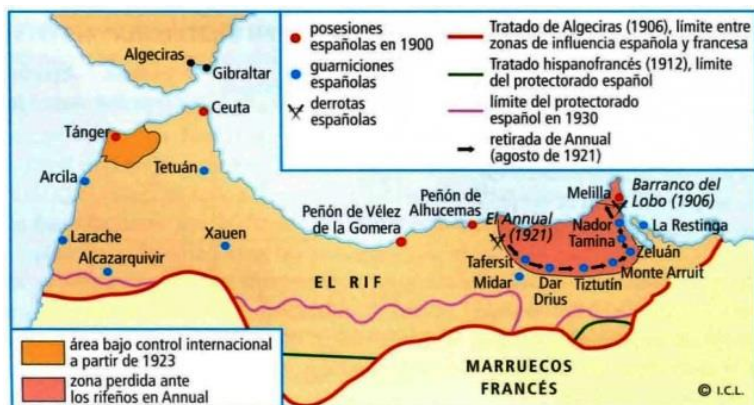 posesiones
españolas en 1900
guarniciones
españolas
derrotas
españolas
Tratado de Algeciras (1906), límite entre
zonas de influencia española y francesa
Tratado hispanofrancés (1912), límite
del protectorado español
límite del protectorado
español en 1930
retirada de Annual
(agosto de 1921)
Algeciras
Gibraltar
Ceuta
Tánger
Arcila
Tetuán
Larache
Alcazarquivir
Xauen
Peñón de Vélez
de la Gomera
Peñón de
Alhucemas
El Annual
(1921)
Melilla
Barranco del
Lobo (1906)
Nador
Tamina
La Restinga
Zeluán
Monte Arruit
Tafersit
Midar
Dar
Drius
Tiztutín
EL RIF
MARRUECOS
FRANCÉS
área bajo control internacional
a partir de 1923
zona perdida ante
los rifeños en Annual
© I.C.L.